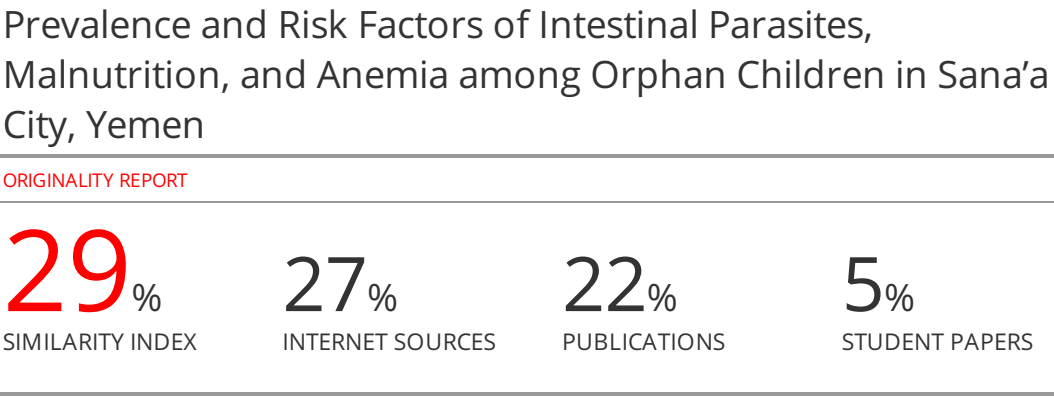 Prevalence and Risk Factors of Intestinal Parasites,
Malnutrition, and Anemia among Orphan Children in Sana’a
City, Yemen
ORIGINALITY REPORT
29% 27% 22% 5%
SIMILARITY INDEX INTERNET SOURCES PUBLICATIONS STUDENT PAPERS